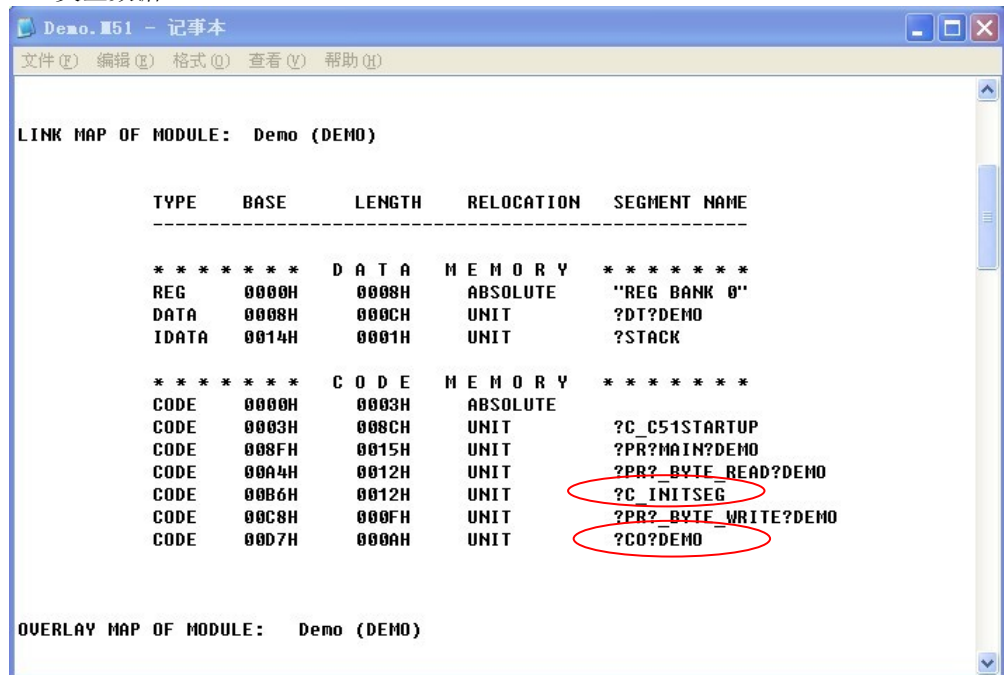 Demo.M51 - 记事本
文件(F) 编辑(E) 格式(O) 查看(V) 帮助(H)
LINK MAP OF MODULE: Demo (DEMO)
TYPE BASE LENGTH RELOCATION SEGMENT NAME
-----------------------------------------------------
* * * * * * * D A T A M E M O R Y * * * * * * *
REG 0000H 0008H ABSOLUTE "REG BANK 0"
DATA 0008H 000CH UNIT ?DT?DEMO
IDATA 0014H 0001H UNIT ?STACK
* * * * * * * C O D E M E M O R Y * * * * * * *
CODE 0000H 0003H ABSOLUTE
CODE 0003H 008CH UNIT ?C_C51STARTUP
CODE 008FH 0015H UNIT ?PR?MAIN?DEMO
CODE 00A4H 0012H UNIT ?PR?_BYTE_READ?DEMO
CODE 00B6H 0012H UNIT ?C_INITSEG
CODE 00C8H 000FH UNIT ?PR?_BYTE_WRITE?DEMO
CODE 00D7H 000AH UNIT ?CO?DEMO
OVERLAY MAP OF MODULE: Demo (DEMO)